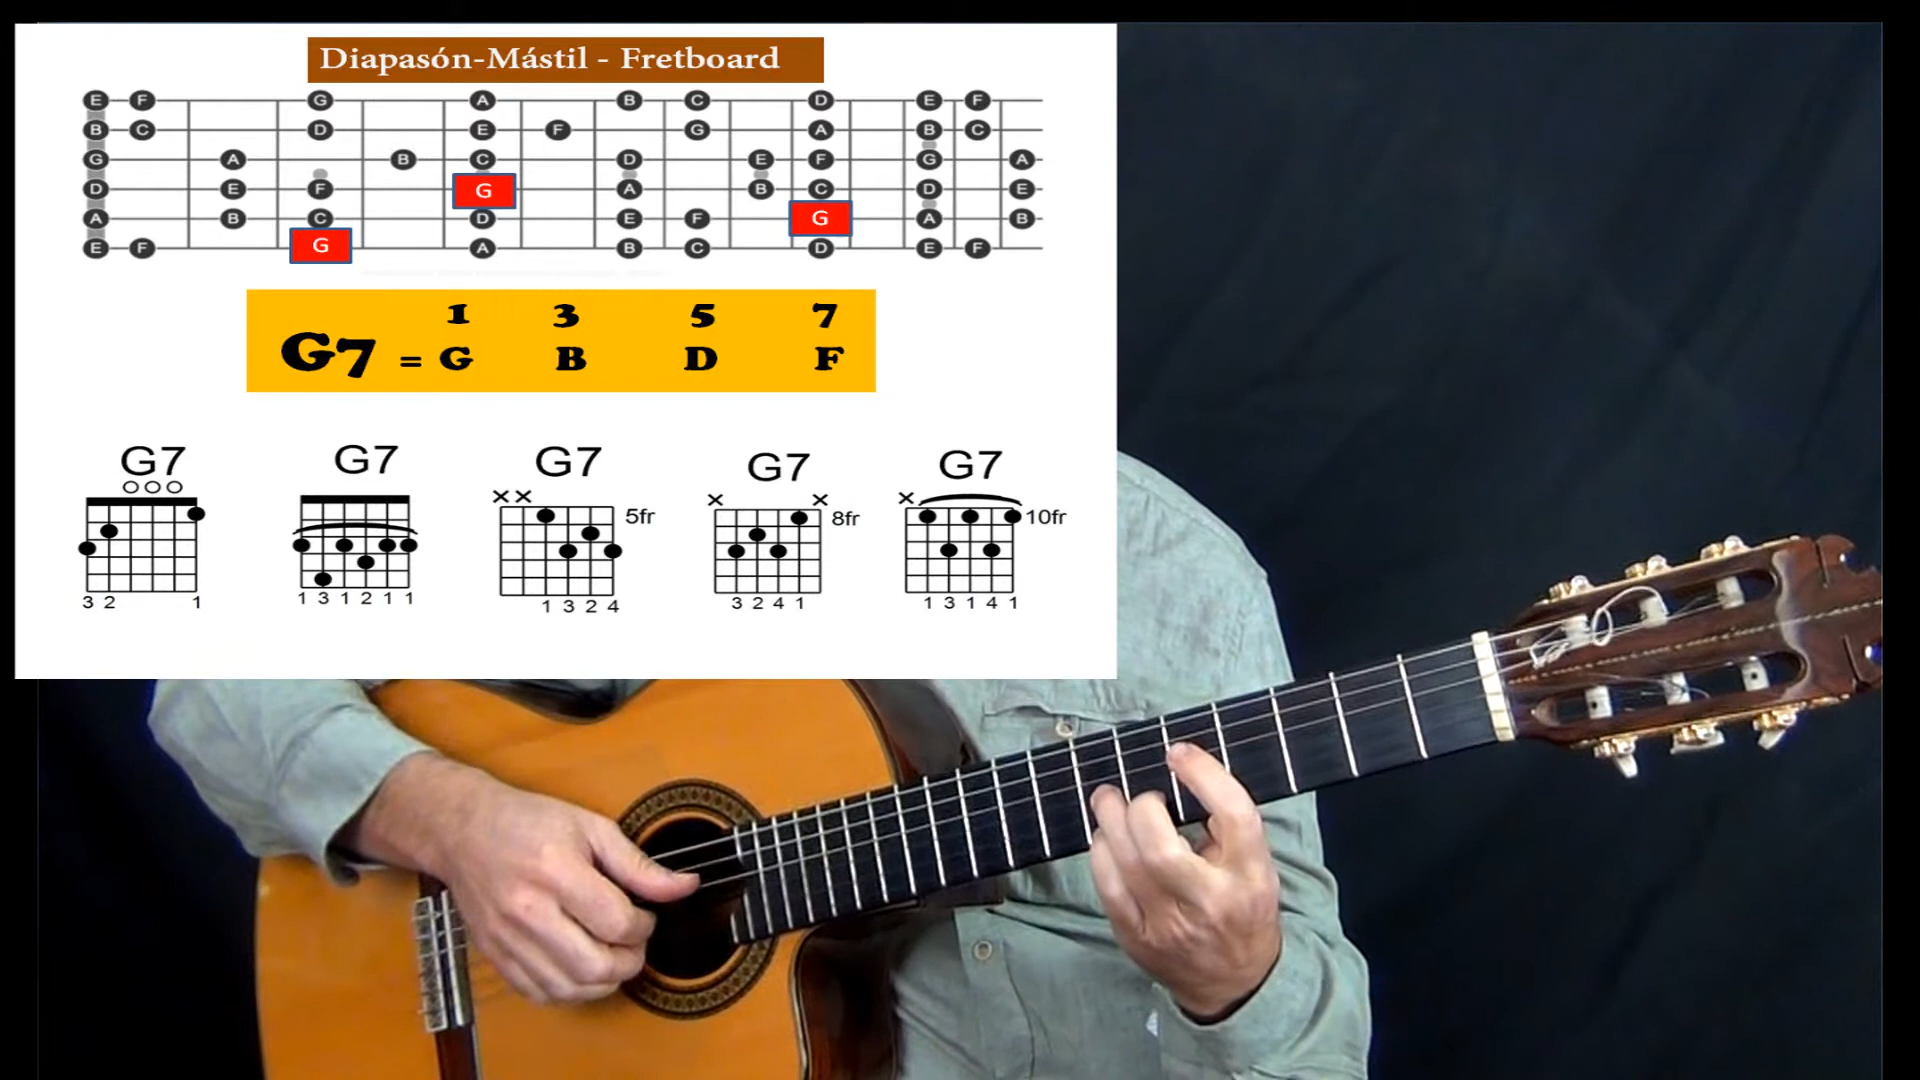 Diapasón-Mástil - Fretboard
E F G A B C D E F
B C D E F G A B C
G A B C D E F G A
D E F G A B C D E
A B C D E F G A B
E F G A B C D E F
1 3 5 7
G7 = G B D F
G7 G7 G7 G7 G7
x x 5fr x x 8fr x 10fr
3 2 1
1 3 1 2 1 1
1 3 2 4
3 2 4 1
1 3 1 4 1